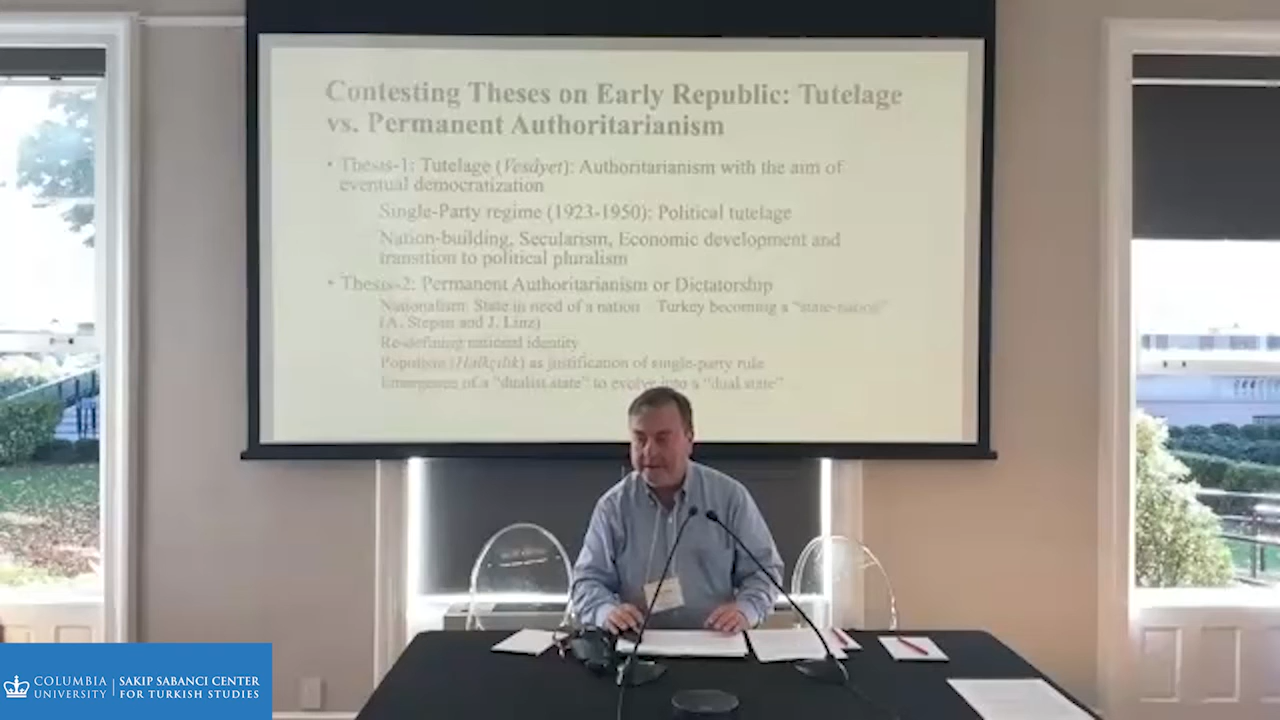 Contesting Theses on Early Republic: Tutelage
vs. Permanent Authoritarianism
• Thesis-1: Tutelage (Vesâyet): Authoritarianism with the aim of
eventual democratization
Single-Party regime (1923-1950): Political tutelage
Nation-building, Secularism, Economic development and
transition to political pluralism
• Thesis-2: Permanent Authoritarianism or Dictatorship
Nationalism: State in need of a nation – Turkey becoming a “state-nation”
(A. Stepan and J. Linz)
Re-defining national identity
Populism (Halkçılık) as justification of single-party rule
Emergence of a “dualist state” to evolve into a “dual state”
COLUMBIA
UNIVERSITY
SAKIP SABANCI CENTER
FOR TURKISH STUDIES